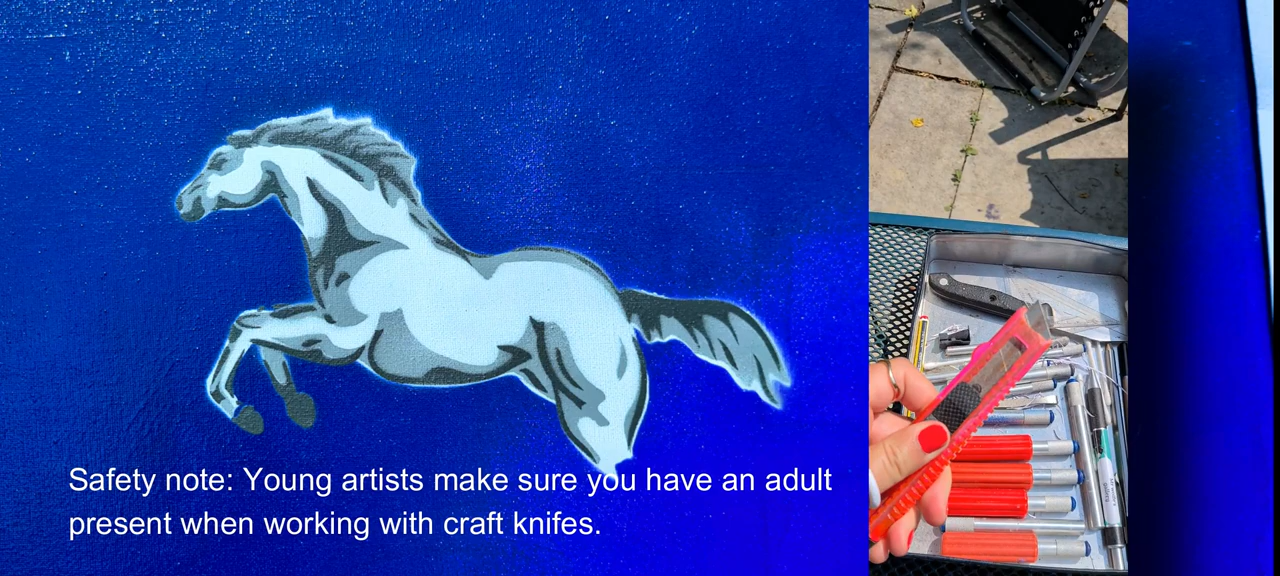 Safety note: Young artists make sure you have an adult
present when working with craft knifes.